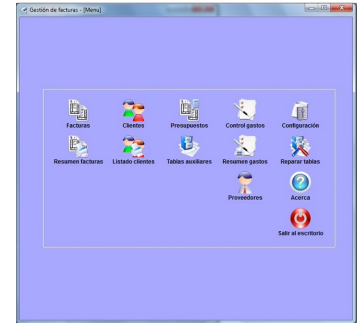 Gestión de facturas - [Menu]
Facturas Clientes Presupuestos Control gastos Configuración
Resumen facturas Listado clientes Tablas auxiliares Resumen gastos Reparar tablas
Proveedores Acerca
Salir al escritorio